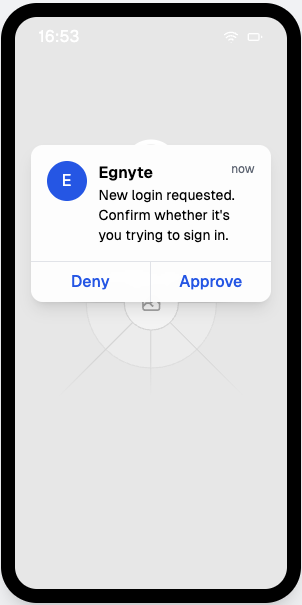 16:53
E
Egnyte
now
New login requested.
Confirm whether it's
you trying to sign in.
Deny
Approve